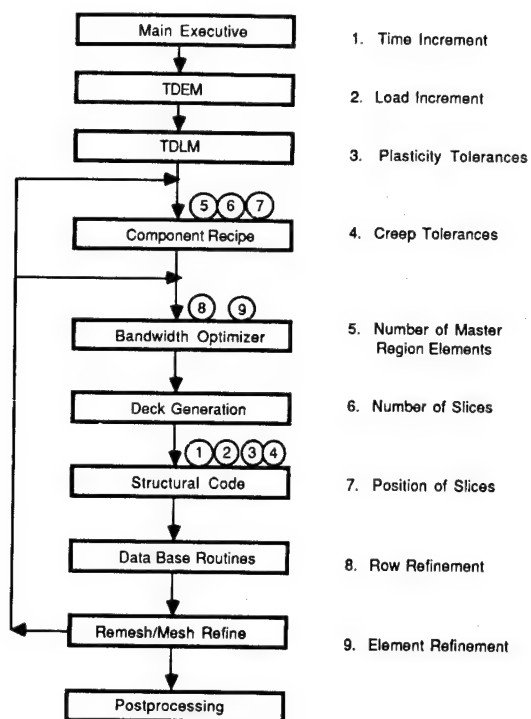 Main Executive
TDEM
TDLM
5 6 7
Component Recipe
8 9
Bandwidth Optimizer
Deck Generation
1 2 3 4
Structural Code
Data Base Routines
Remesh/Mesh Refine
Postprocessing
1. Time Increment
2. Load Increment
3. Plasticity Tolerances
4. Creep Tolerances
5. Number of Master
Region Elements
6. Number of Slices
7. Position of Slices
8. Row Refinement
9. Element Refinement